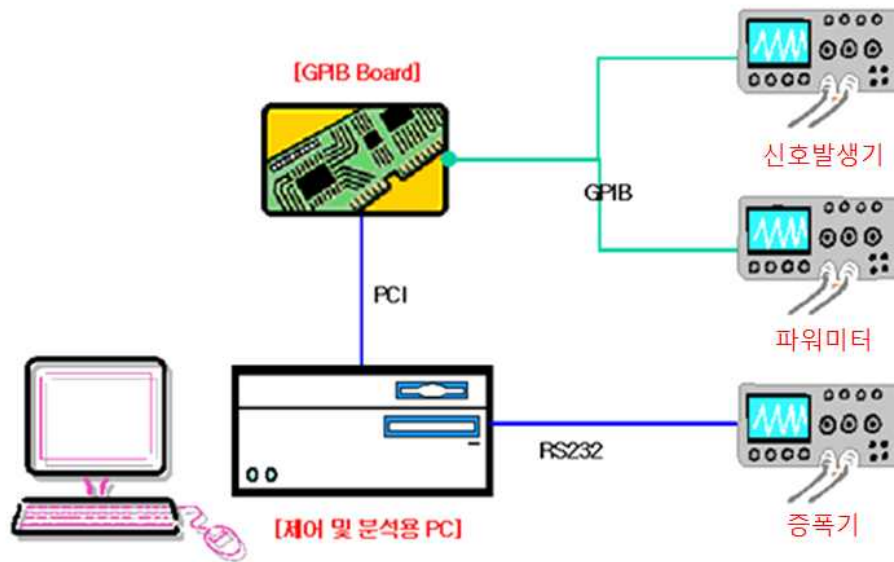 [GPIB Board]
신호발생기
GPIB
PCI
파워미터
RS232
[제어 및 분석용 PC]
증폭기